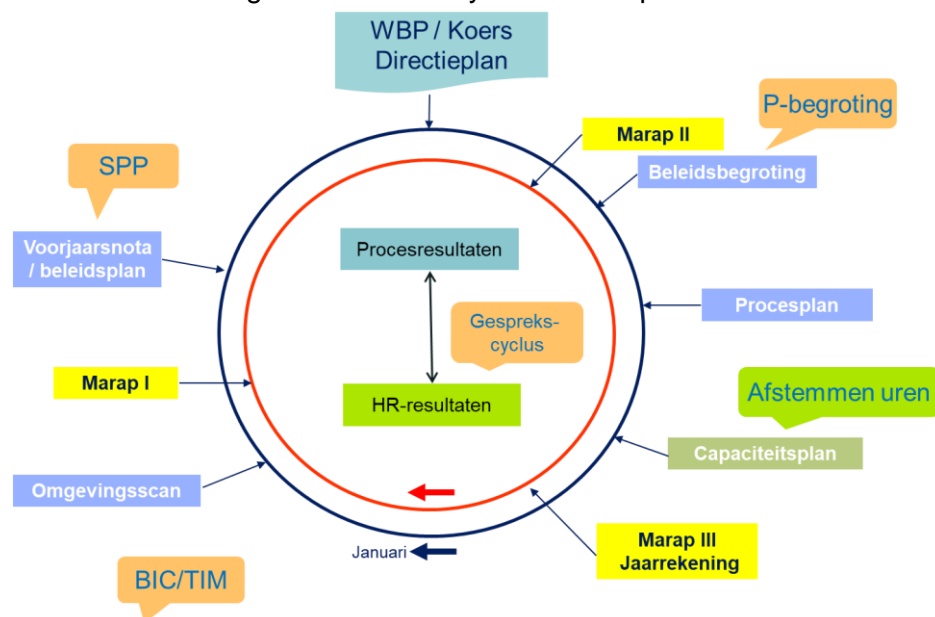 WBP / Koers
Directieplan
P-begroting
Marap II
SPP
Beleidsbegroting
Voorjaarsnota
/ beleidsplan
Procesresultaten
Procesplan
Gespreks-
cyclus
Marap I
HR-resultaten
Afstemmen uren
Capaciteitsplan
Omgevingsscan
Marap III
Jaarrekening
Januari
BIC/TIM